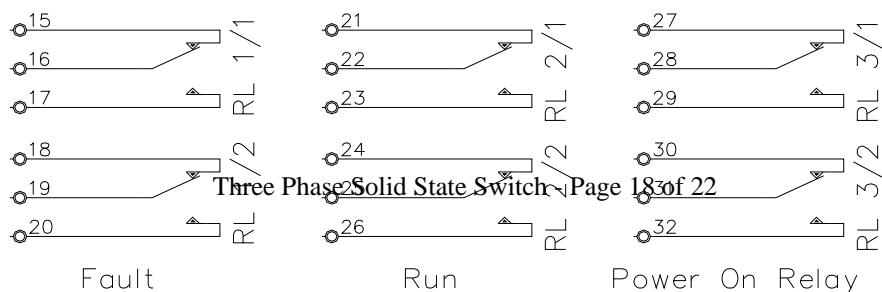 15 21 27
RL 1/1 RL 2/1 RL 3/1
16 22 28
17 23 29
18 24 30
RL 1/2 RL 2/2 RL 3/2
19 25 31
Three Phase Solid State Switch - Page 18 of 22
20 26 32
Fault Run Power On Relay